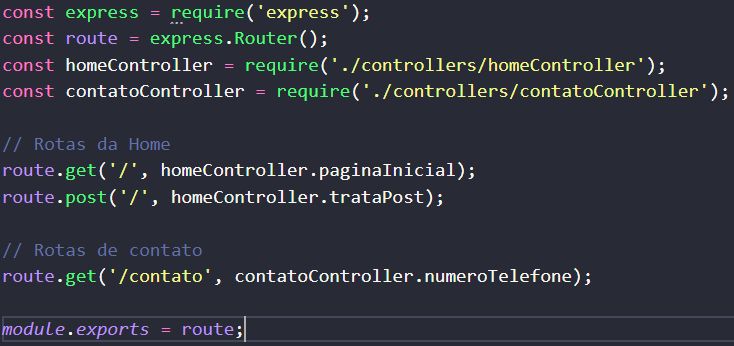 const express = require('express');
const route = express.Router();
const homeController = require('./controllers/homeController');
const contatoController = require('./controllers/contatoController');
// Rotas da Home
route.get('/', homeController.paginaInicial);
route.post('/', homeController.trataPost);
// Rotas de contato
route.get('/contato', contatoController.numeroTelefone);
module.exports = route;